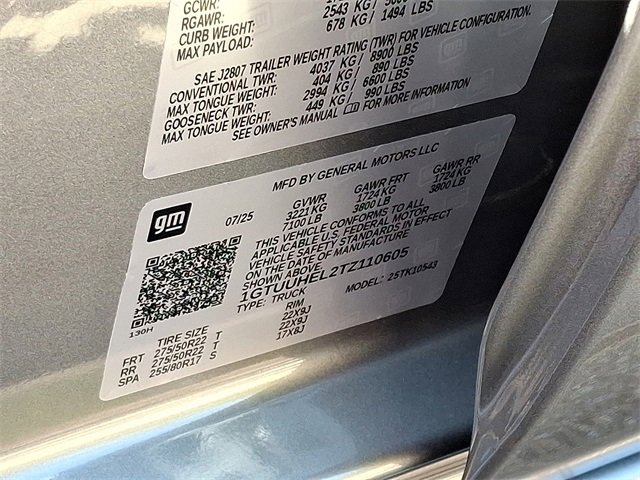 GCWR:
RGAWR: 2543 KG/
CURB WEIGHT: 678 KG / 1494 LBS
MAX PAYLOAD:
SAE J2807 TRAILER WEIGHT RATING (TWR) FOR VEHICLE CONFIGURATION.
CONVENTIONAL TWR: 4037 KG / 8900 LBS
MAX TONGUE WEIGHT: 404 KG / 890 LBS
GOOSENECK TWR: 2994 KG / 6600 LBS
MAX TONGUE WEIGHT: 449 KG / 990 LBS
SEE OWNER'S MANUAL FOR MORE INFORMATION
MFD BY GENERAL MOTORS LLC
gm
07/25
GVWR GAWR FRT GAWR RR
3221 KG 1724 KG 1724 KG
7100 LB 3800 LB 3800 LB
THIS VEHICLE CONFORMS TO ALL
APPLICABLE U.S. FEDERAL MOTOR
VEHICLE SAFETY STANDARDS IN EFFECT
ON THE DATE OF MANUFACTURE
1GTUUHEL2TZ110605
TYPE: TRUCK MODEL: 25TK10543
130H
TIRE SIZE RIM
FRT 275/50R22 T 22X9J
RR 275/50R22 T 22X9J
SPA 255/80R17 S 17X8J